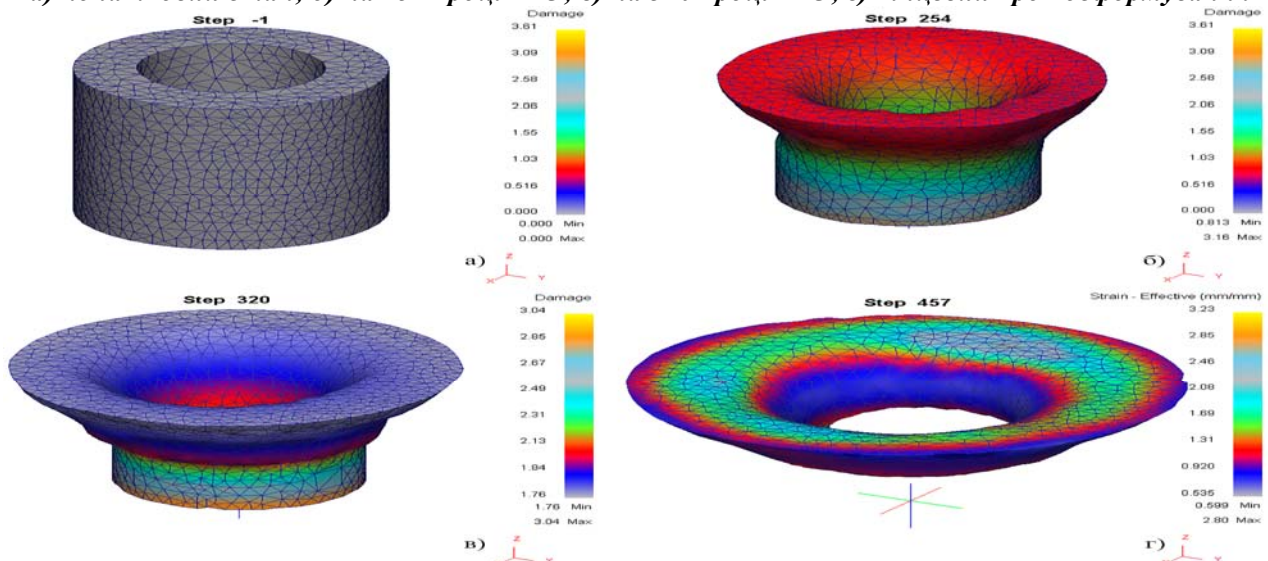 Step -1
Damage
3.61
3.09
2.58
2.06
1.55
1.03
0.516
0.000
0.000 Min
0.000 Max
а)
Z
X
Y
Step 254
Damage
3.61
3.09
2.58
2.06
1.55
1.03
0.516
0.000
0.813 Min
3.16 Max
б)
Z
X
Y
Step 320
Damage
3.04
2.85
2.67
2.49
2.31
2.13
1.94
1.76
1.76 Min
3.04 Max
в)
Z
Y
Step 457
Strain - Effective (mm/mm)
3.23
2.85
2.46
2.08
1.69
1.31
0.920
0.535
0.599 Min
2.80 Max
г)
Z
Y